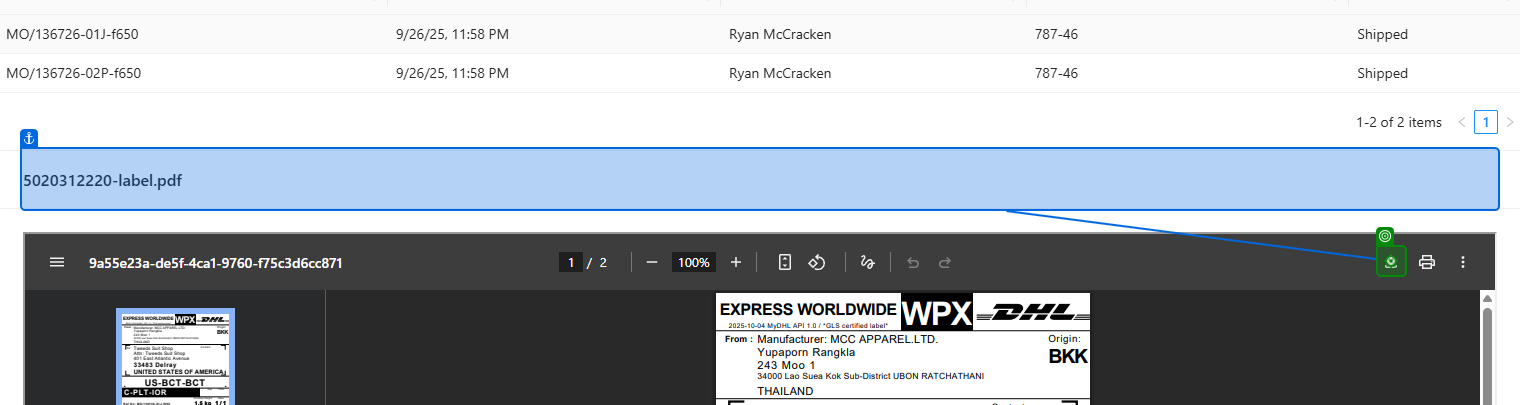 MO/136726-01J-f650 9/26/25, 11:58 PM Ryan McCracken 787-46 Shipped
MO/136726-02P-f650 9/26/25, 11:58 PM Ryan McCracken 787-46 Shipped
1-2 of 2 items < 1 >
5020312220-label.pdf
9a55e23a-de5f-4ca1-9760-f75c3d6cc871 1 / 2 100%
EXPRESS WORLDWIDE WPX DHL
BKK
THAILAND
Tweeds Suit Shop
Attn: Tweeds Suit Shop
401 East Atlantic Avenue
33483 Delray
UNITED STATES OF AMERICA
US-BCT-BCT
C-PLT-IOR
1.5 kg 1/1
EXPRESS WORLDWIDE WPX DHL
2025-10-04 MyDHL API 1.0 / *GLS certified label*
From : Manufacturer: MCC APPAREL.LTD. Origin:
Yupaporn Rangkla BKK
243 Moo 1
34000 Lao Suea Kok Sub-District UBON RATCHATHANI
THAILAND